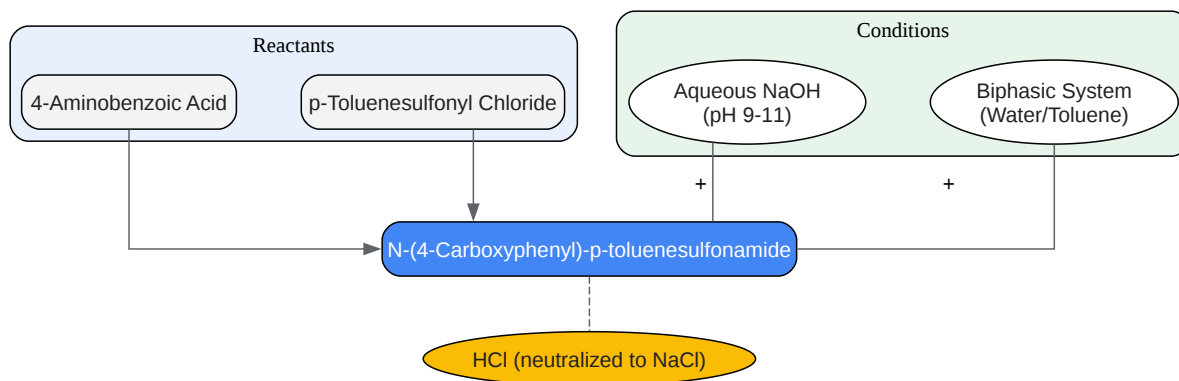 Reactants
Conditions
4-Aminobenzoic Acid
p-Toluenesulfonyl Chloride
Aqueous NaOH
(pH 9-11)
Biphasic System
(Water/Toluene)
+
+
N-(4-Carboxyphenyl)-p-toluenesulfonamide
HCl (neutralized to NaCl)